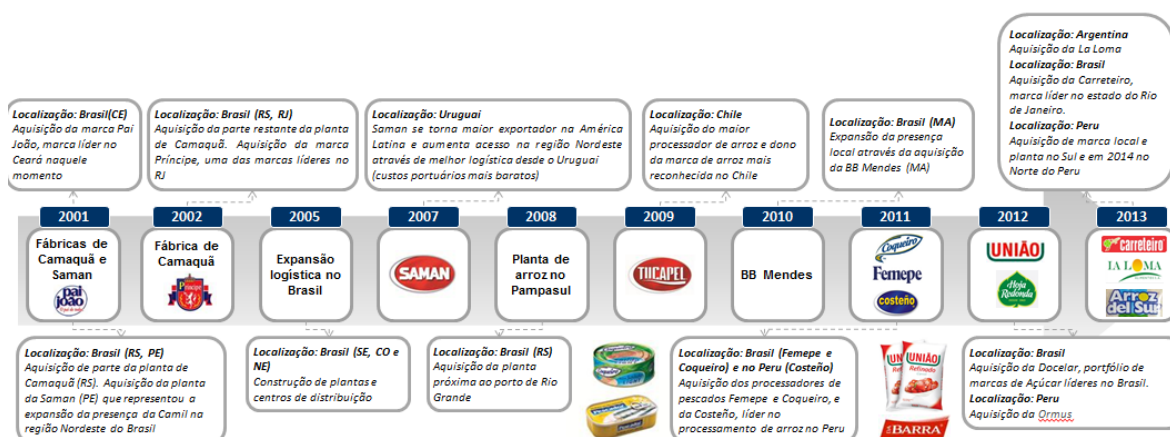 Localização: Argentina
Aquisição da La Loma
Localização: Brasil
Aquisição da Carreteiro,
marca líder no estado do Rio
de Janeiro.
Localização: Peru
Aquisição de marca local e
planta no Sul e em 2014 no
Norte do Peru
Localização: Brasil(CE)
Aquisição da marca Pai
João, marca líder no
Ceará naquele
momento
Localização: Brasil (RS, RJ)
Aquisição da parte restante da planta
de Camaquã. Aquisição da marca
Príncipe, uma das marcas líderes no
RJ
Localização: Uruguai
Saman se torna maior exportador na América
Latina e aumenta acesso na região Nordeste
através de melhor logística desde o Uruguai
(custos portuários mais baratos)
Localização: Chile
Aquisição do maior
processador de arroz e dono
da marca de arroz mais
reconhecida no Chile
Localização: Brasil (MA)
Expansão da presença
local através da aquisição
da BB Mendes (MA)
2001
2002
2005
2007
2008
2009
2010
2011
2012
2013
Fábricas de
Camaquã e
Saman
pai
joão
Fábrica de
Camaquã
Príncipe
Expansão
logística no
Brasil
SAMAN
Planta de
arroz no
Pampasul
TUCAPEL
BB Mendes
Coqueiro
Femepe
costeño
UNIÃO
Hoja
Redonda
carreteiro
LA LOMA
Arroz
del Sur
Localização: Brasil (RS, PE)
Aquisição de parte da planta de
Camaquã (RS). Aquisição da planta
da Saman (PE) que representou a
expansão da presença da Camil na
região Nordeste do Brasil
Localização: Brasil (SE, CO e
NE)
Construção de plantas e
centros de distribuição
Localização: Brasil (RS)
Aquisição da planta
próxima ao porto de Rio
Grande
Localização: Brasil (Femepe e
Coqueiro) e no Peru (Costeño)
Aquisição dos processadores de
pescados Femepe e Coqueiro, e
da Costeño, líder no
processamento de arroz no Peru
UNIÃO
Refinado
BARRA
Localização: Brasil
Aquisição da Docelar, portfólio de
marcas de Açúcar líderes no Brasil.
Localização: Peru
Aquisição da Ormus